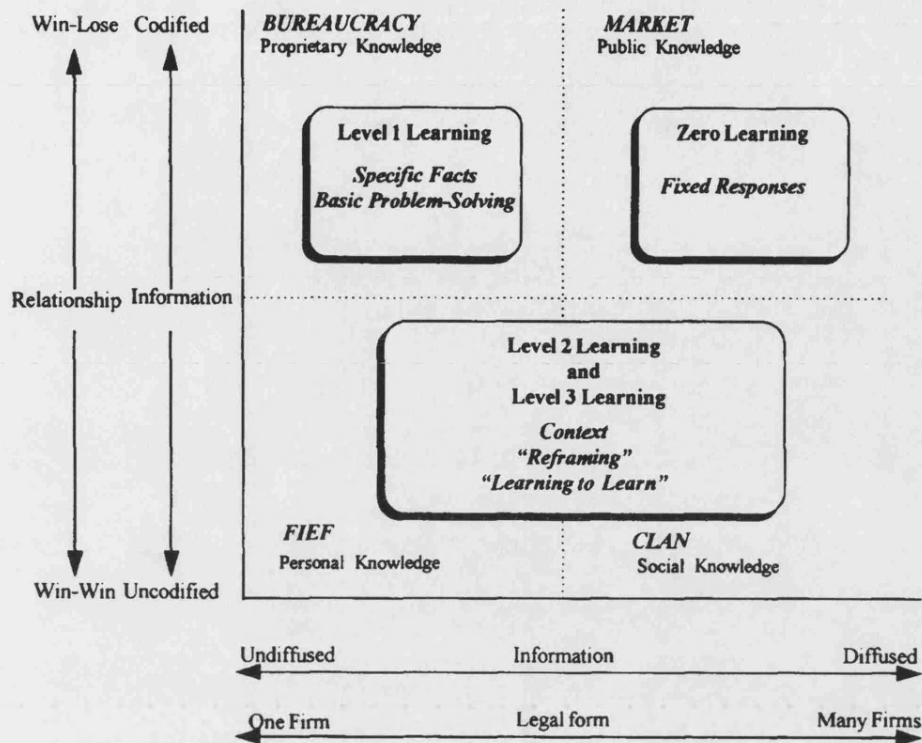 Win-Lose Codified
BUREAUCRACY
Proprietary Knowledge
MARKET
Public Knowledge
Level 1 Learning
Specific Facts
Basic Problem-Solving
Zero Learning
Fixed Responses
Relationship Information
Level 2 Learning
and
Level 3 Learning
Context
“Reframing”
“Learning to Learn”
FIEF
Personal Knowledge
CLAN
Social Knowledge
Win-Win Uncodified
Undiffused Information Diffused
One Firm Legal form Many Firms